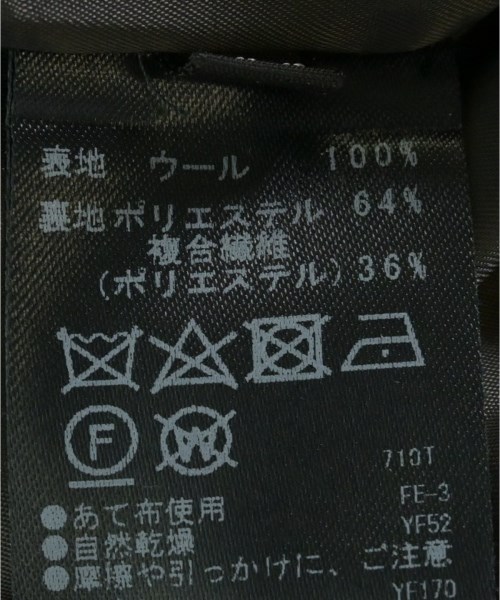 表地 ウール 100%
裏地 ポリエステル 64%
複合繊維
(ポリエステル) 36%
F W
710T
FE-3
●あて布使用
YF52
●自然乾燥
●摩擦や引っかけに、ご注意
YF170